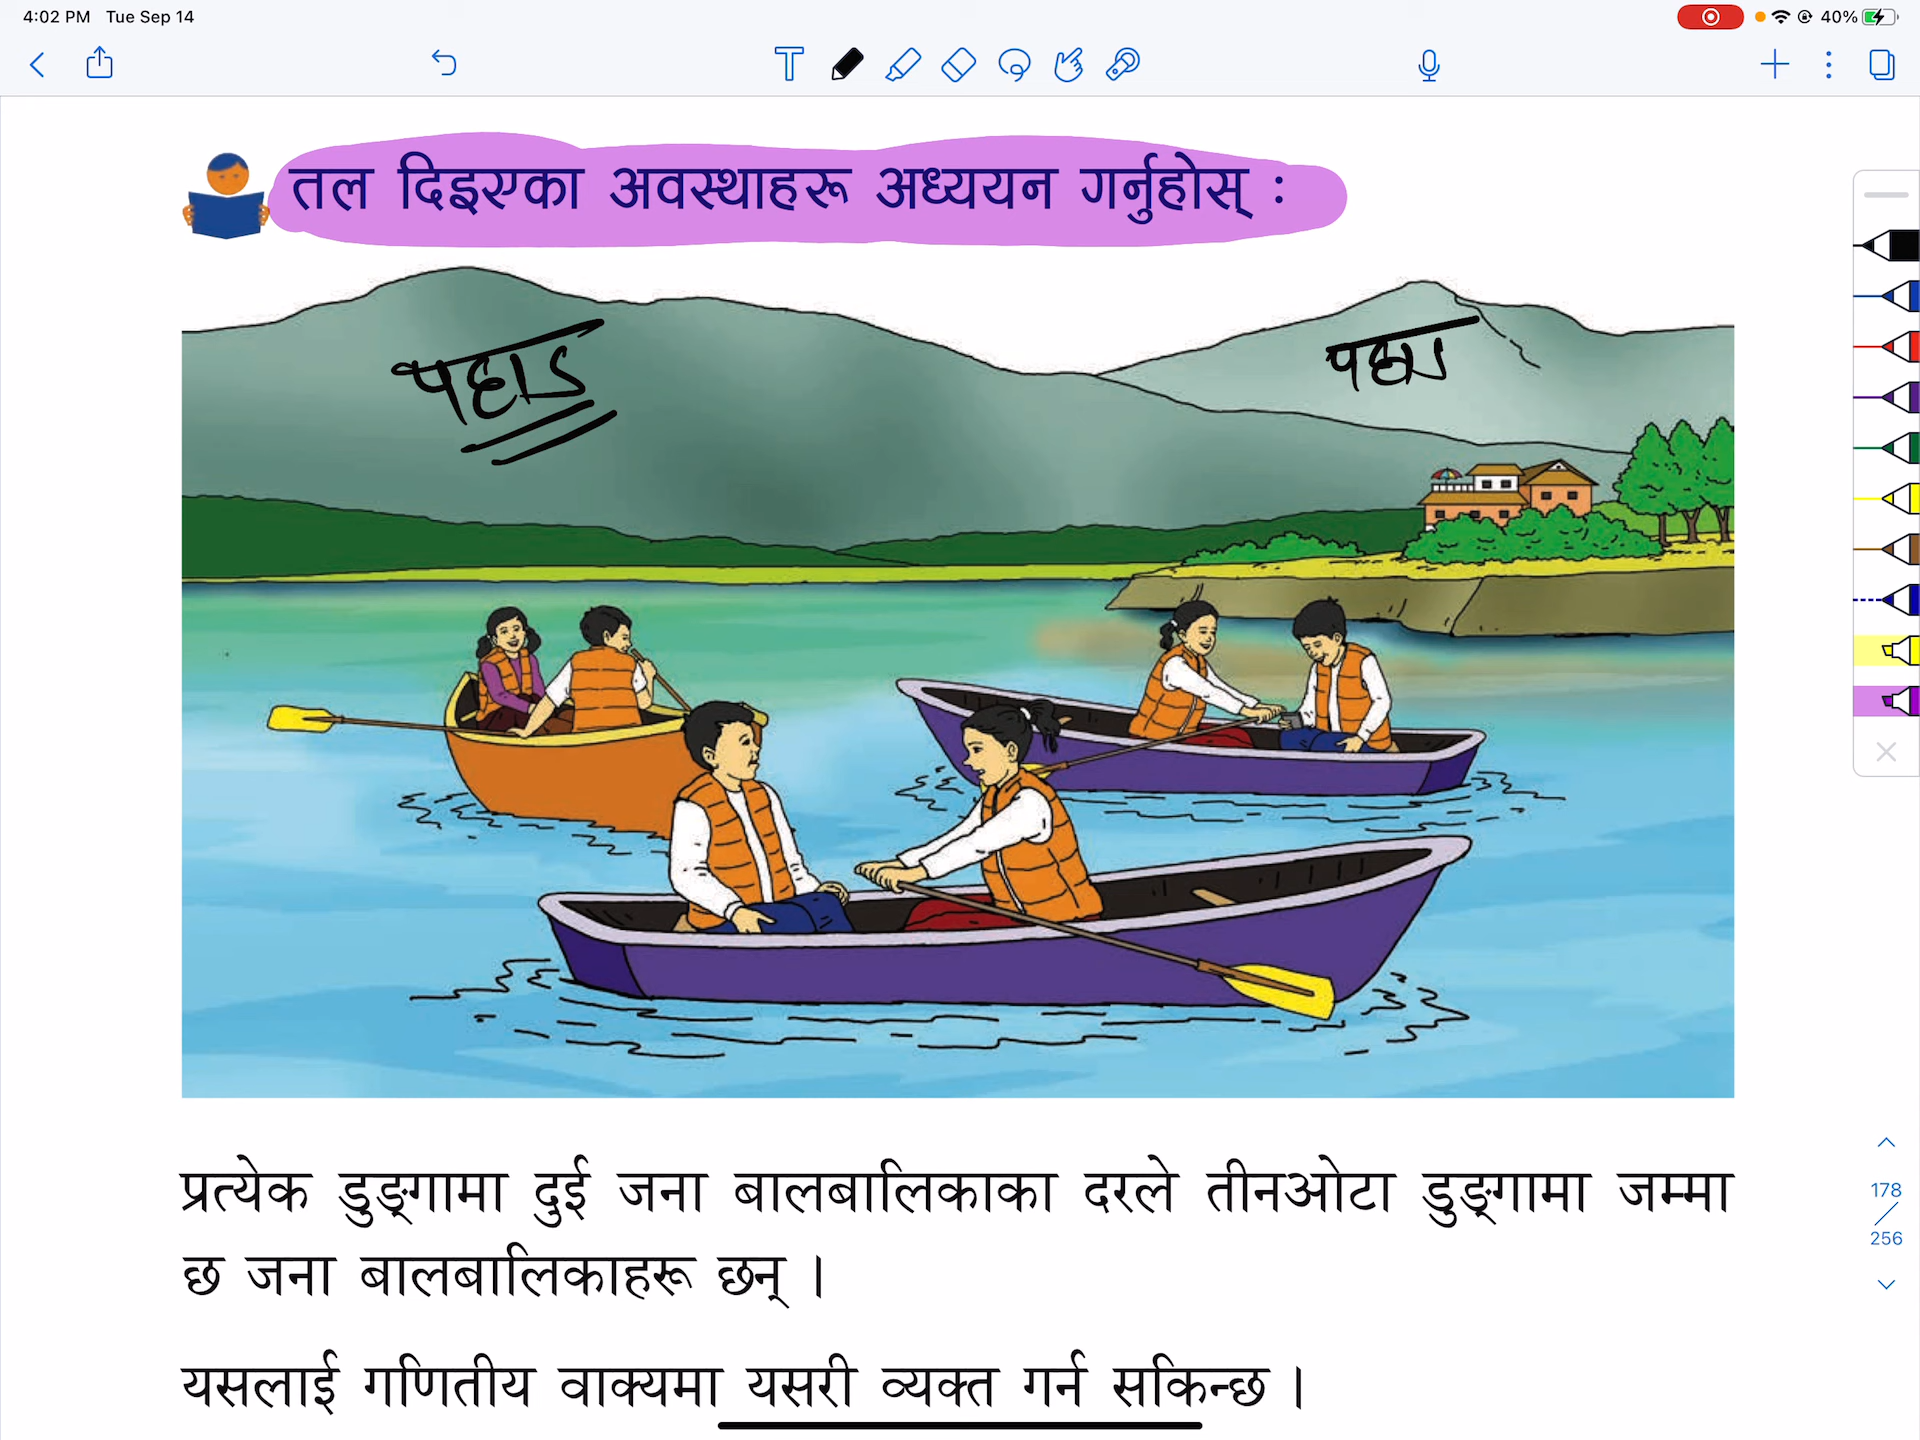 4:02 PM Tue Sep 14
40%
तल दिइएका अवस्थाहरू अध्ययन गर्नुहोस् :
पहाड
प्रत्येक डुङ्गामा दुई जना बालबालिकाका दरले तीनओटा डुङ्गामा जम्मा
छ जना बालबालिकाहरू छन् ।
यसलाई गणितीय वाक्यमा यसरी व्यक्त गर्न सकिन्छ ।
178
256